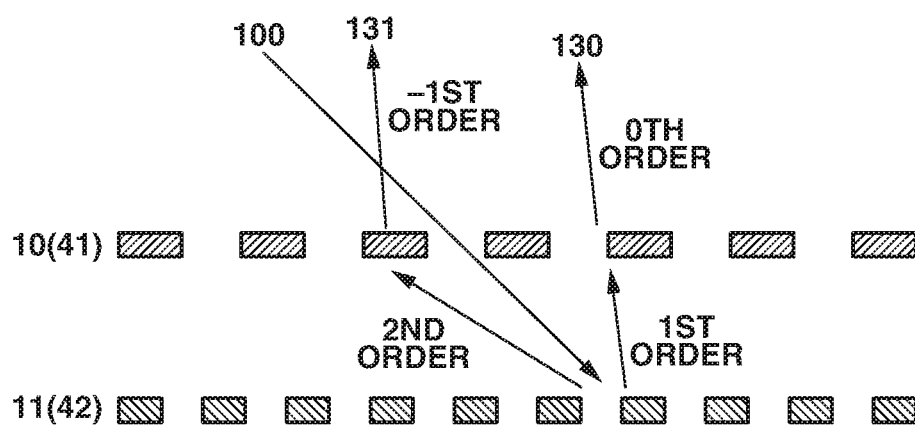 100
131
130
–1ST
ORDER
0TH
ORDER
10(41)
2ND
ORDER
1ST
ORDER
11(42)